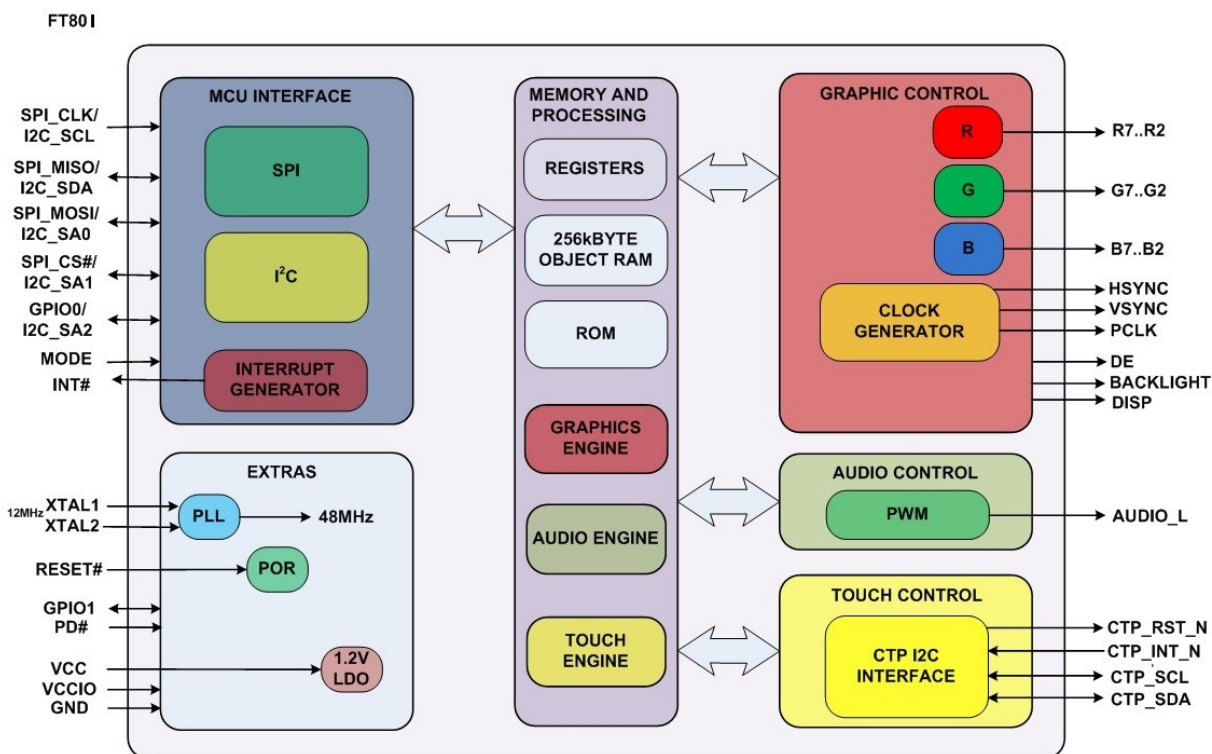 FT801
MCU INTERFACE
SPI_CLK/
I2C_SCL
SPI_MISO/
I2C_SDA
SPI_MOSI/
I2C_SA0
SPI_CS#/
I2C_SA1
GPIO0/
I2C_SA2
MODE
INT#
SPI
I²C
INTERRUPT
GENERATOR
EXTRAS
12MHz
XTAL1
XTAL2
PLL
48MHz
RESET#
POR
GPIO1
PD#
VCC
VCCIO
GND
1.2V
LDO
MEMORY AND
PROCESSING
REGISTERS
256kBYTE
OBJECT RAM
ROM
GRAPHICS
ENGINE
AUDIO ENGINE
TOUCH
ENGINE
GRAPHIC CONTROL
R
R7..R2
G
G7..G2
B
B7..B2
CLOCK
GENERATOR
HSYNC
VSYNC
PCLK
DE
BACKLIGHT
DISP
AUDIO CONTROL
PWM
AUDIO_L
TOUCH CONTROL
CTP I2C
INTERFACE
CTP_RST_N
CTP_INT_N
CTP_SCL
CTP_SDA